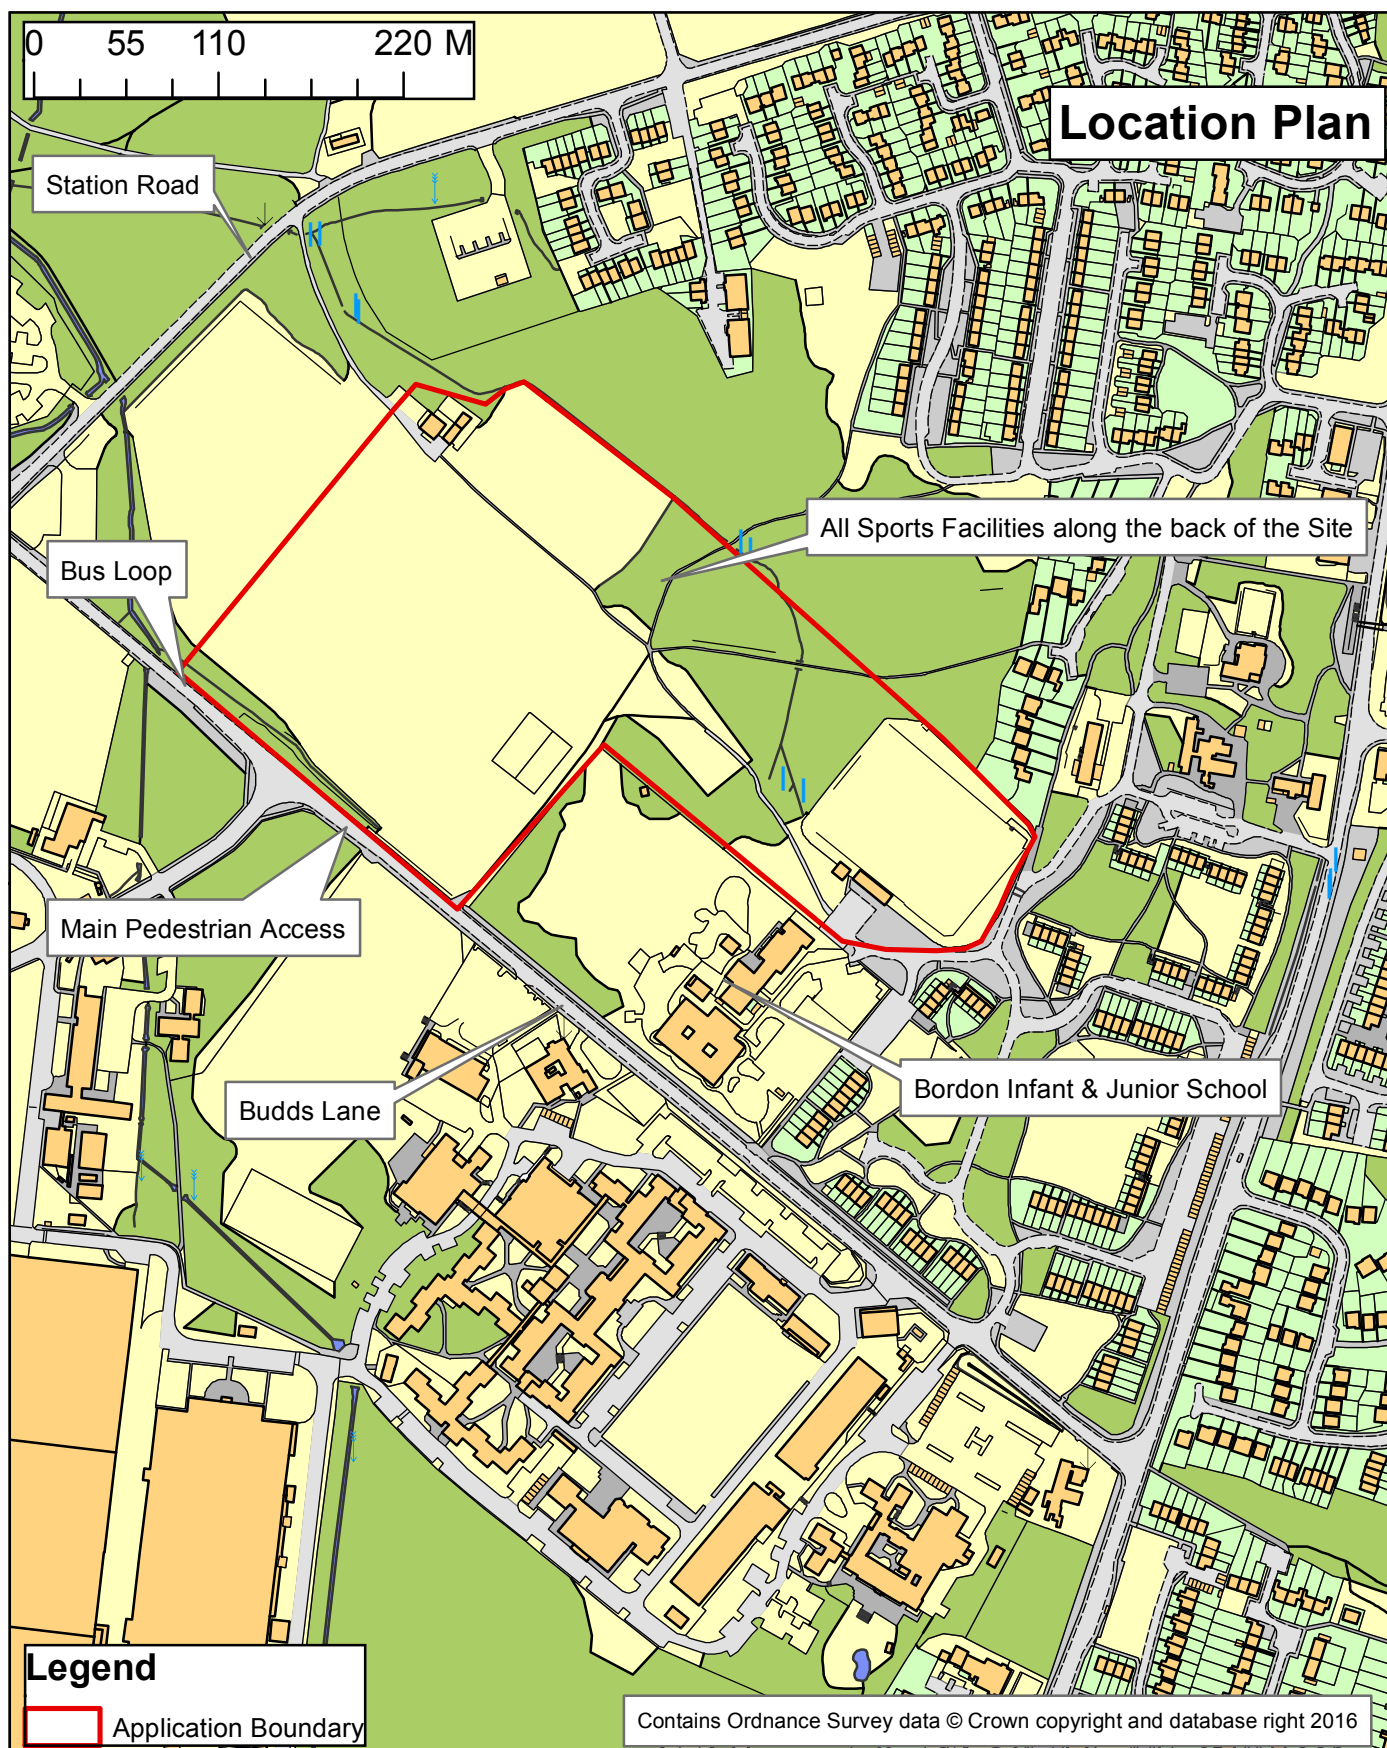 0 55 110 220 M
Location Plan
Station Road
All Sports Facilities along the back of the Site
Bus Loop
Main Pedestrian Access
Bordon Infant & Junior School
Budds Lane
Legend
Application Boundary
Contains Ordnance Survey data © Crown copyright and database right 2016